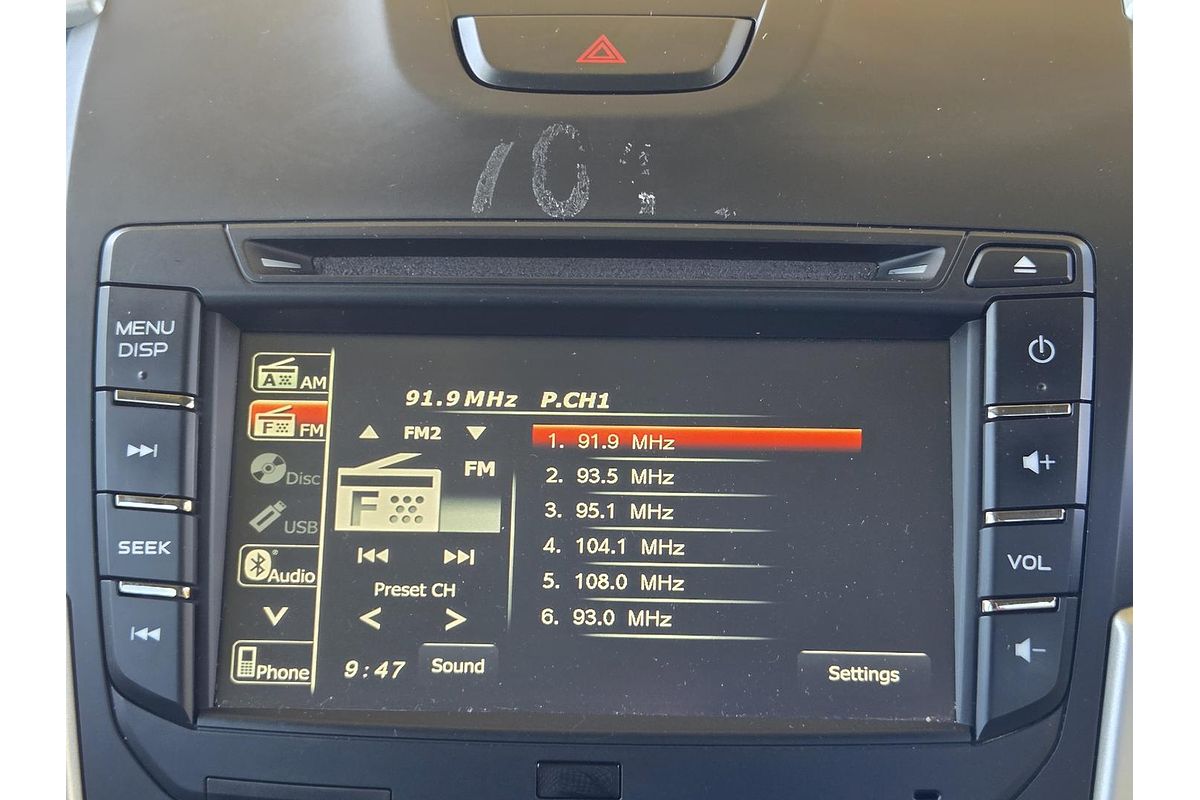 10
MENU
DISP
SEEK
VOL
A AM
F FM
Disc
USB
Audio
Phone
91.9 MHz P.CH1
FM2
FM
F
Preset CH
9:47
Sound
1. 91.9 MHz
2. 93.5 MHz
3. 95.1 MHz
4. 104.1 MHz
5. 108.0 MHz
6. 93.0 MHz
Settings